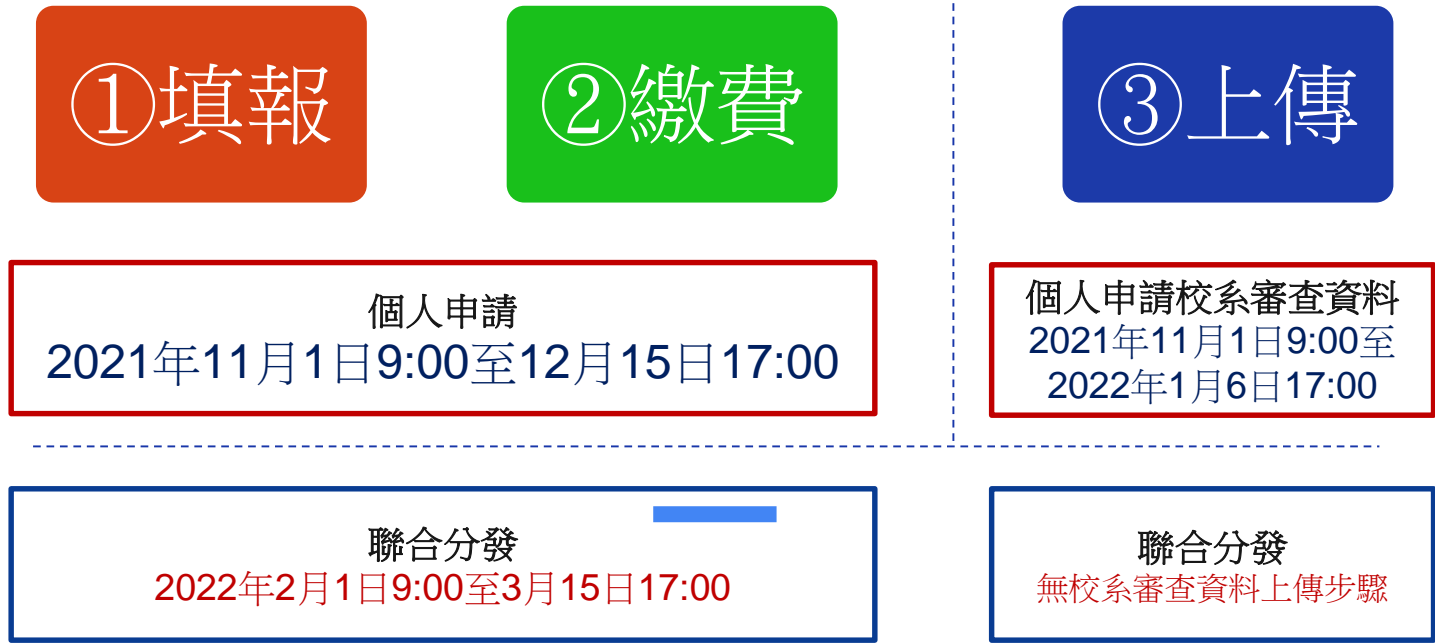 ①填報
②繳費
③上傳
個人申請
2021年11月1日9:00至12月15日17:00
個人申請校系審查資料
2021年11月1日9:00至
2022年1月6日17:00
聯合分發
2022年2月1日9:00至3月15日17:00
聯合分發
無校系審查資料上傳步驟